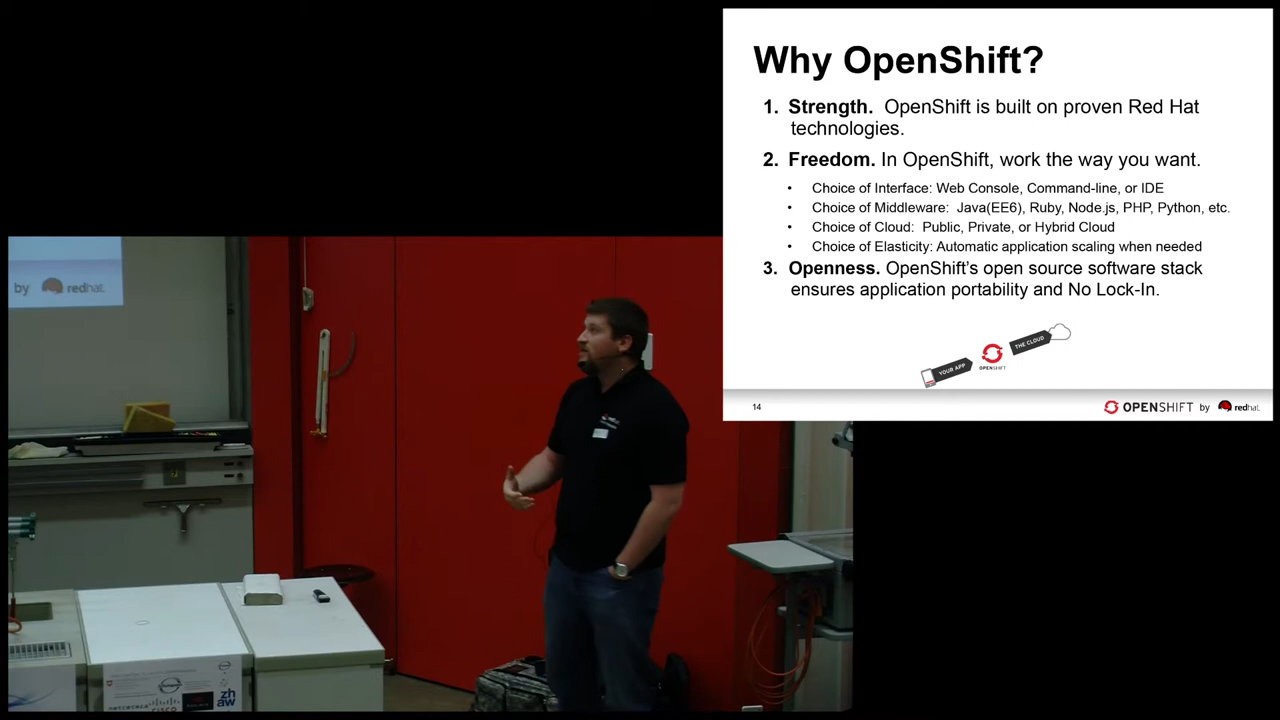 Why OpenShift?
1. Strength. OpenShift is built on proven Red Hat
technologies.
2. Freedom. In OpenShift, work the way you want.
• Choice of Interface: Web Console, Command-line, or IDE
• Choice of Middleware: Java(EE6), Ruby, Node.js, PHP, Python, etc.
• Choice of Cloud: Public, Private, or Hybrid Cloud
• Choice of Elasticity: Automatic application scaling when needed
3. Openness. OpenShift's open source software stack
ensures application portability and No Lock-In.
YOUR APP
OPENSHIFT
THE CLOUD
14
OPENSHIFT by redhat.
by redhat.
CISCO
zh
aw